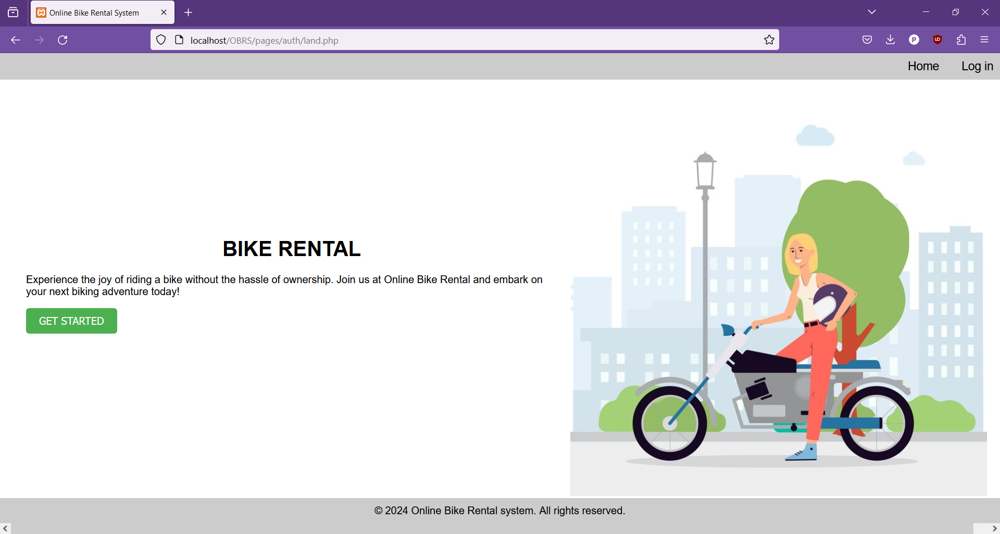 Online Bike Rental System
localhost/OBRS/pages/auth/land.php
P
Home Log in
BIKE RENTAL
Experience the joy of riding a bike without the hassle of ownership. Join us at Online Bike Rental and embark on
your next biking adventure today!
GET STARTED
© 2024 Online Bike Rental system. All rights reserved.